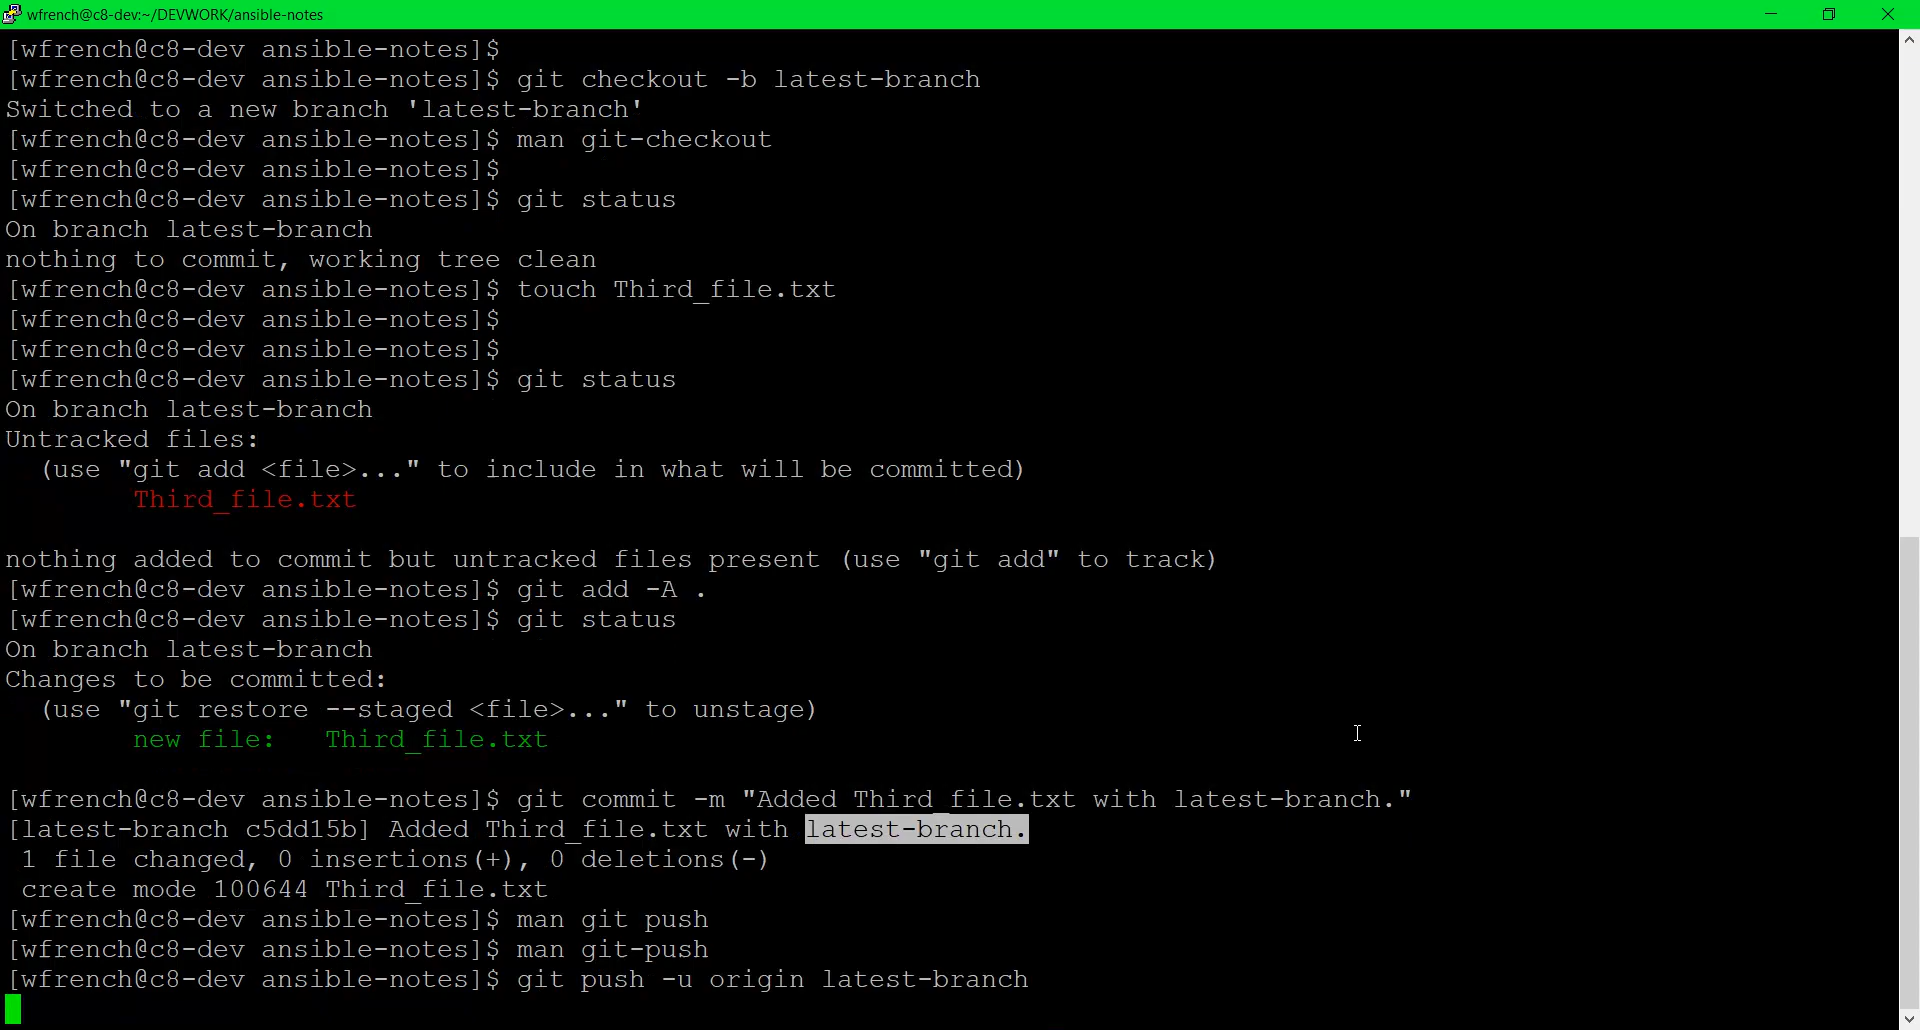 wfrench@c8-dev:~/DEVWORK/ansible-notes
[wfrench@c8-dev ansible-notes]$
[wfrench@c8-dev ansible-notes]$ git checkout -b latest-branch
Switched to a new branch 'latest-branch'
[wfrench@c8-dev ansible-notes]$ man git-checkout
[wfrench@c8-dev ansible-notes]$
[wfrench@c8-dev ansible-notes]$ git status
On branch latest-branch
nothing to commit, working tree clean
[wfrench@c8-dev ansible-notes]$ touch Third_file.txt
[wfrench@c8-dev ansible-notes]$
[wfrench@c8-dev ansible-notes]$
[wfrench@c8-dev ansible-notes]$ git status
On branch latest-branch
Untracked files:
  (use "git add <file>..." to include in what will be committed)
        Third_file.txt
nothing added to commit but untracked files present (use "git add" to track)
[wfrench@c8-dev ansible-notes]$ git add -A .
[wfrench@c8-dev ansible-notes]$ git status
On branch latest-branch
Changes to be committed:
  (use "git restore --staged <file>..." to unstage)
        new file:   Third_file.txt
[wfrench@c8-dev ansible-notes]$ git commit -m "Added Third_file.txt with latest-branch."
[latest-branch c5dd15b] Added Third_file.txt with latest-branch.
 1 file changed, 0 insertions(+), 0 deletions(-)
 create mode 100644 Third_file.txt
[wfrench@c8-dev ansible-notes]$ man git push
[wfrench@c8-dev ansible-notes]$ man git-push
[wfrench@c8-dev ansible-notes]$ git push -u origin latest-branch